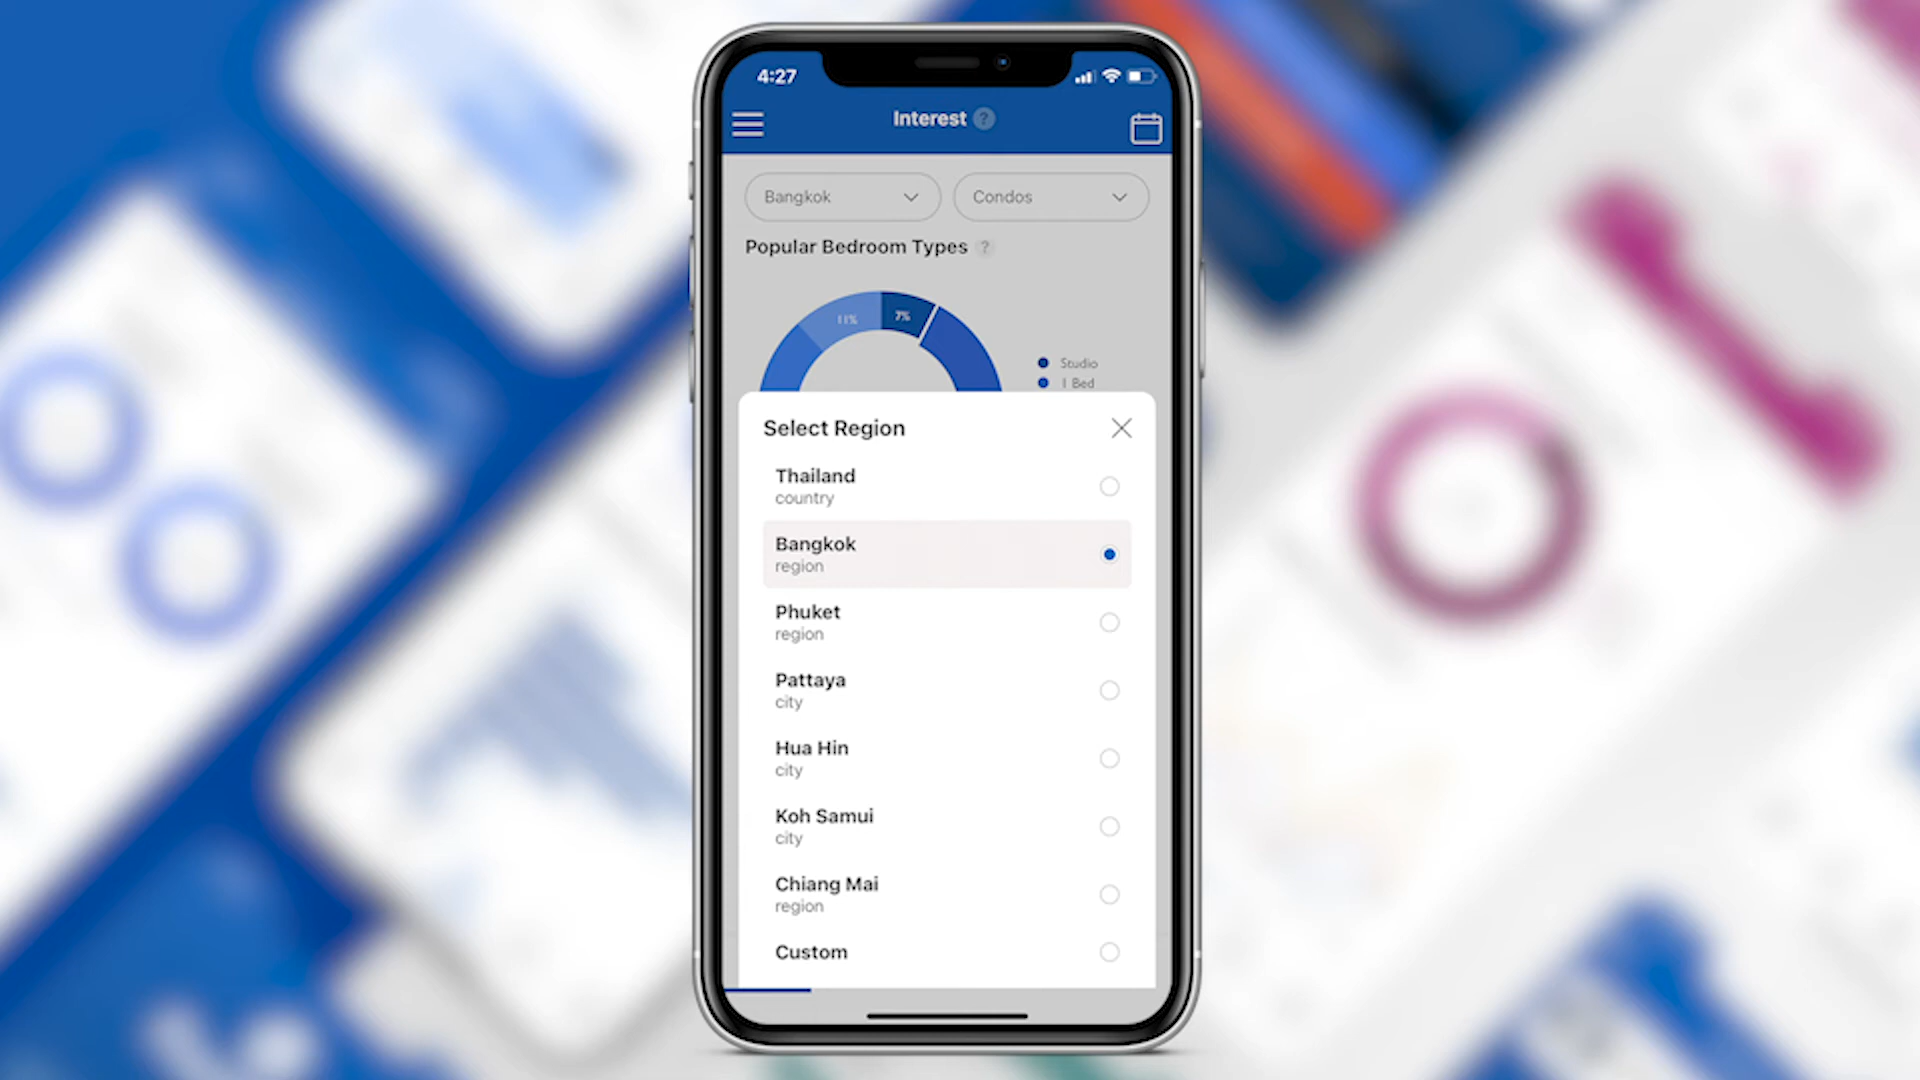 4:27
Interest ?
Bangkok
Condos
Popular Bedroom Types ?
11%
7%
Studio
1 Bed
Select Region
Thailand
country
Bangkok
region
Phuket
region
Pattaya
city
Hua Hin
city
Koh Samui
city
Chiang Mai
region
Custom